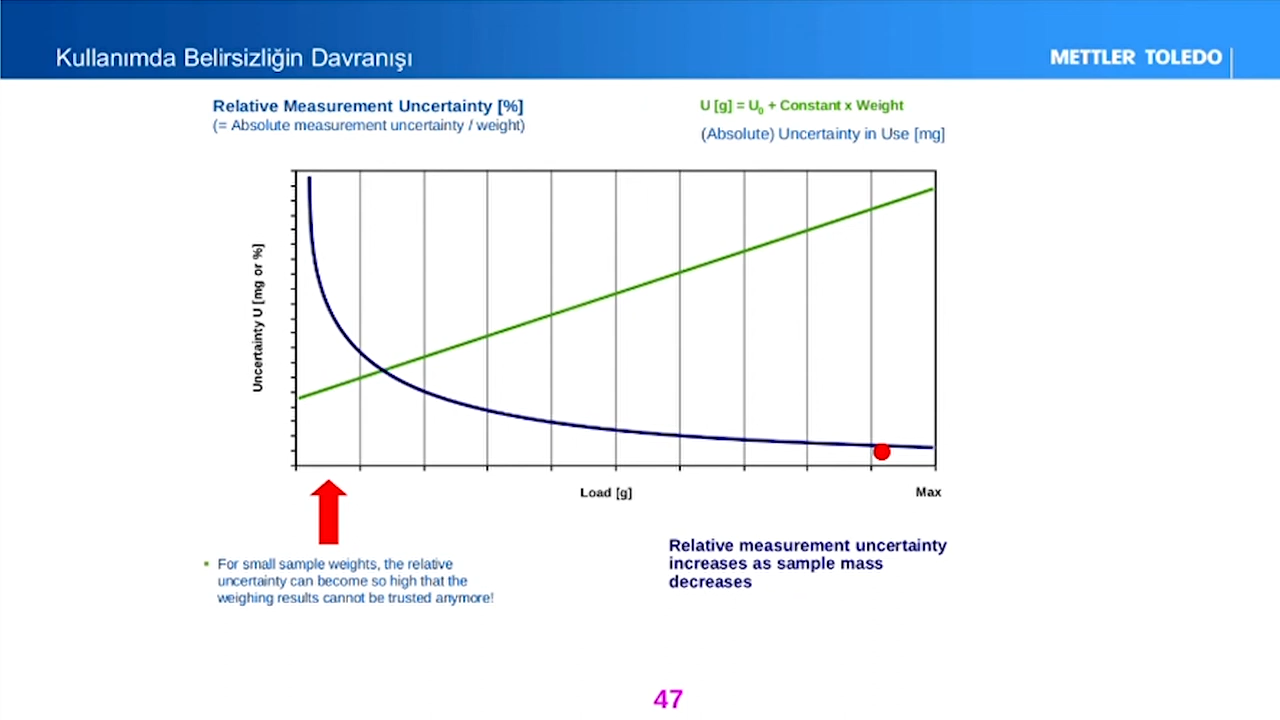 Kullanımda Belirsizliğin Davranışı
METTLER TOLEDO
Relative Measurement Uncertainty [%]
(= Absolute measurement uncertainty / weight)
U [g] = U₀ + Constant x Weight
(Absolute) Uncertainty in Use [mg]
Uncertainty U [mg or %]
Load [g]
Max
▪ For small sample weights, the relative
uncertainty can become so high that the
weighing results cannot be trusted anymore!
Relative measurement uncertainty
increases as sample mass
decreases
47